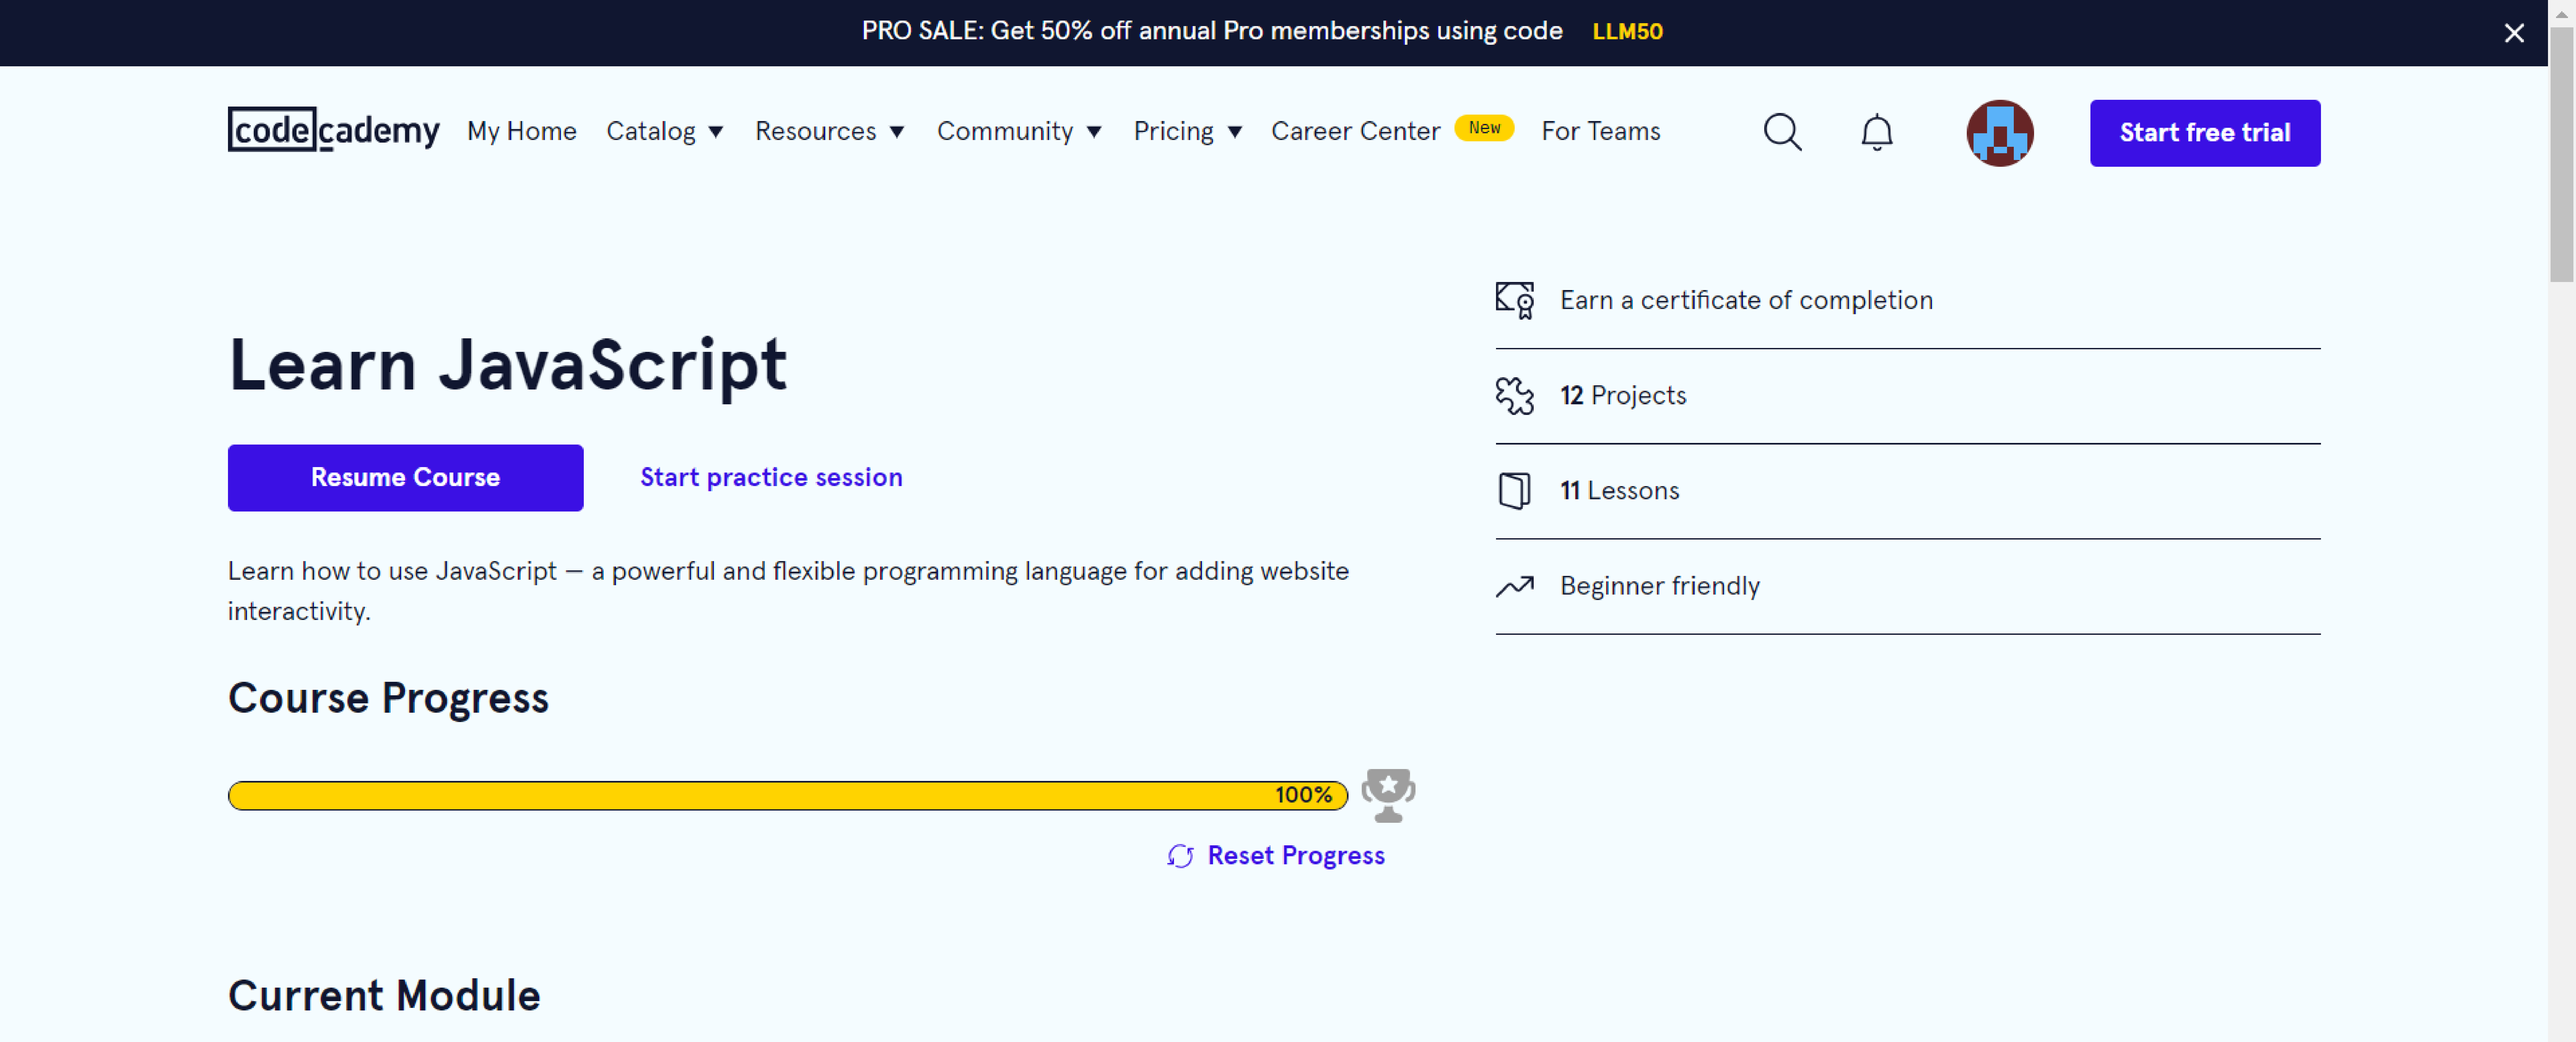 PRO SALE: Get 50% off annual Pro memberships using code LLM50
codecademy My Home Catalog Resources Community Pricing Career Center New For Teams Start free trial
Learn JavaScript
Resume Course Start practice session
Learn how to use JavaScript — a powerful and flexible programming language for adding website
interactivity.
Earn a certificate of completion
12 Projects
11 Lessons
Beginner friendly
Course Progress
100%
Reset Progress
Current Module